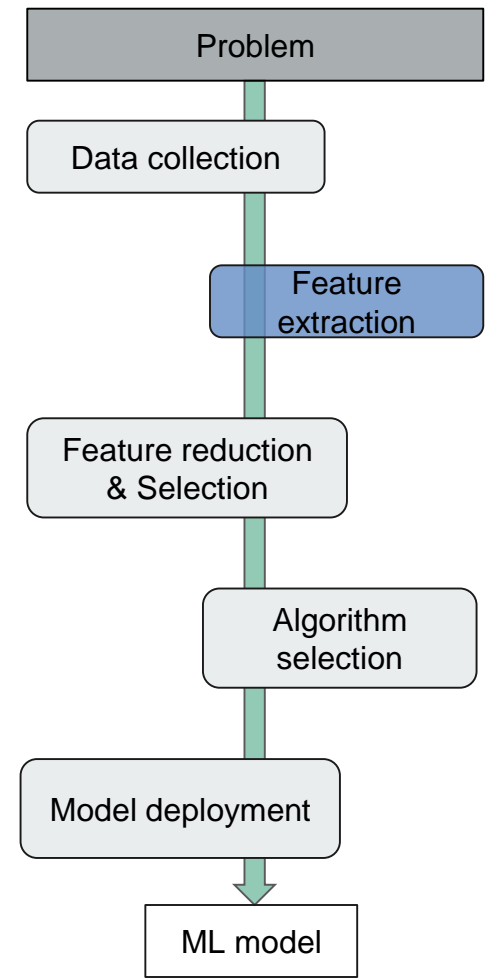 Problem
Data collection
Feature
extraction
Feature reduction
& Selection
Algorithm
selection
Model deployment
ML model